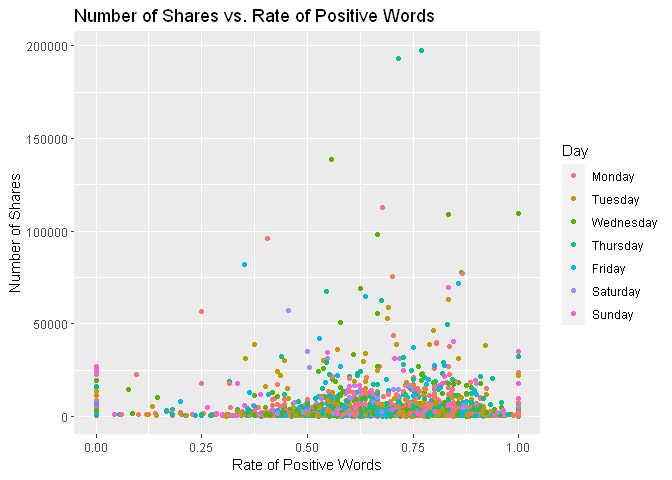 Number of Shares vs. Rate of Positive Words
Number of Shares
200000
150000
100000
50000
0
0.00 0.25 0.50 0.75 1.00
Rate of Positive Words
Day
Monday
Tuesday
Wednesday
Thursday
Friday
Saturday
Sunday